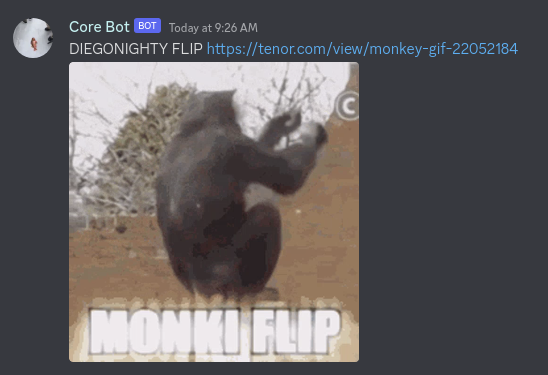 Core Bot BOT Today at 9:26 AM
DIEGONIGHTY FLIP https://tenor.com/view/monkey-gif-22052184
©
MONKI FLIP